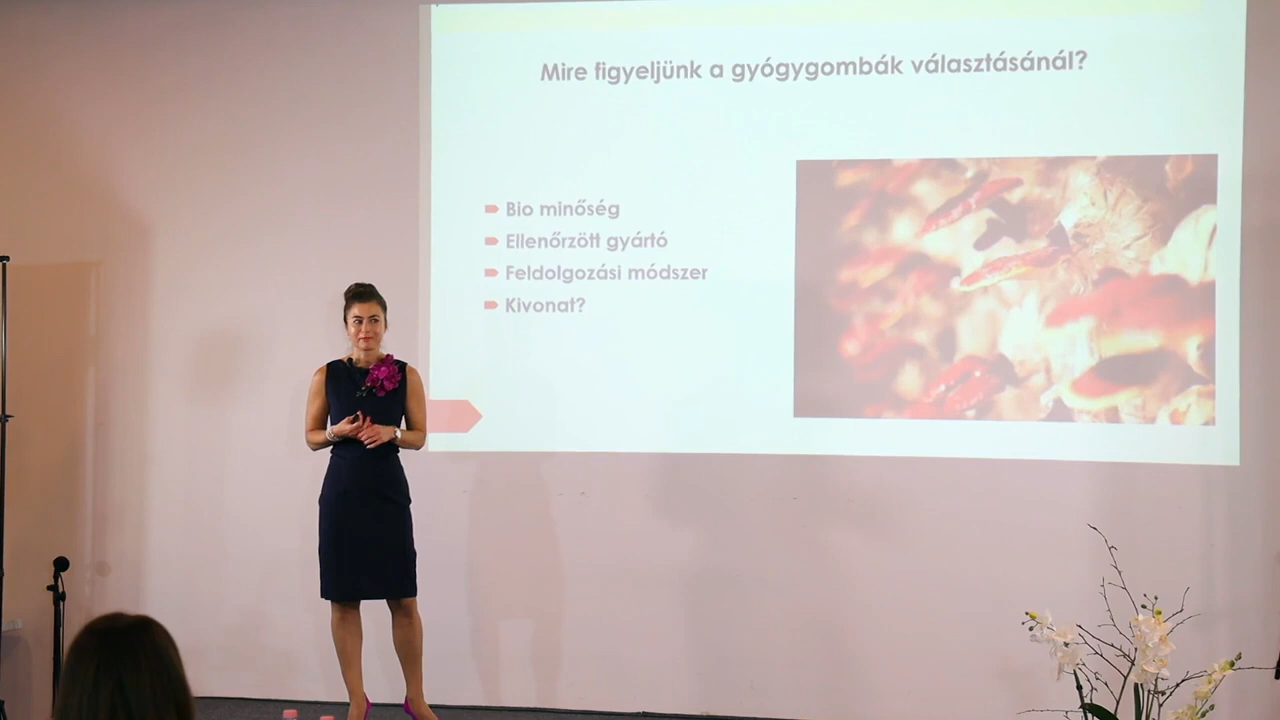 Mire figyeljünk a gyógygombák választásánál?
Bio minőség
Ellenőrzött gyártó
Feldolgozási módszer
Kivonat?